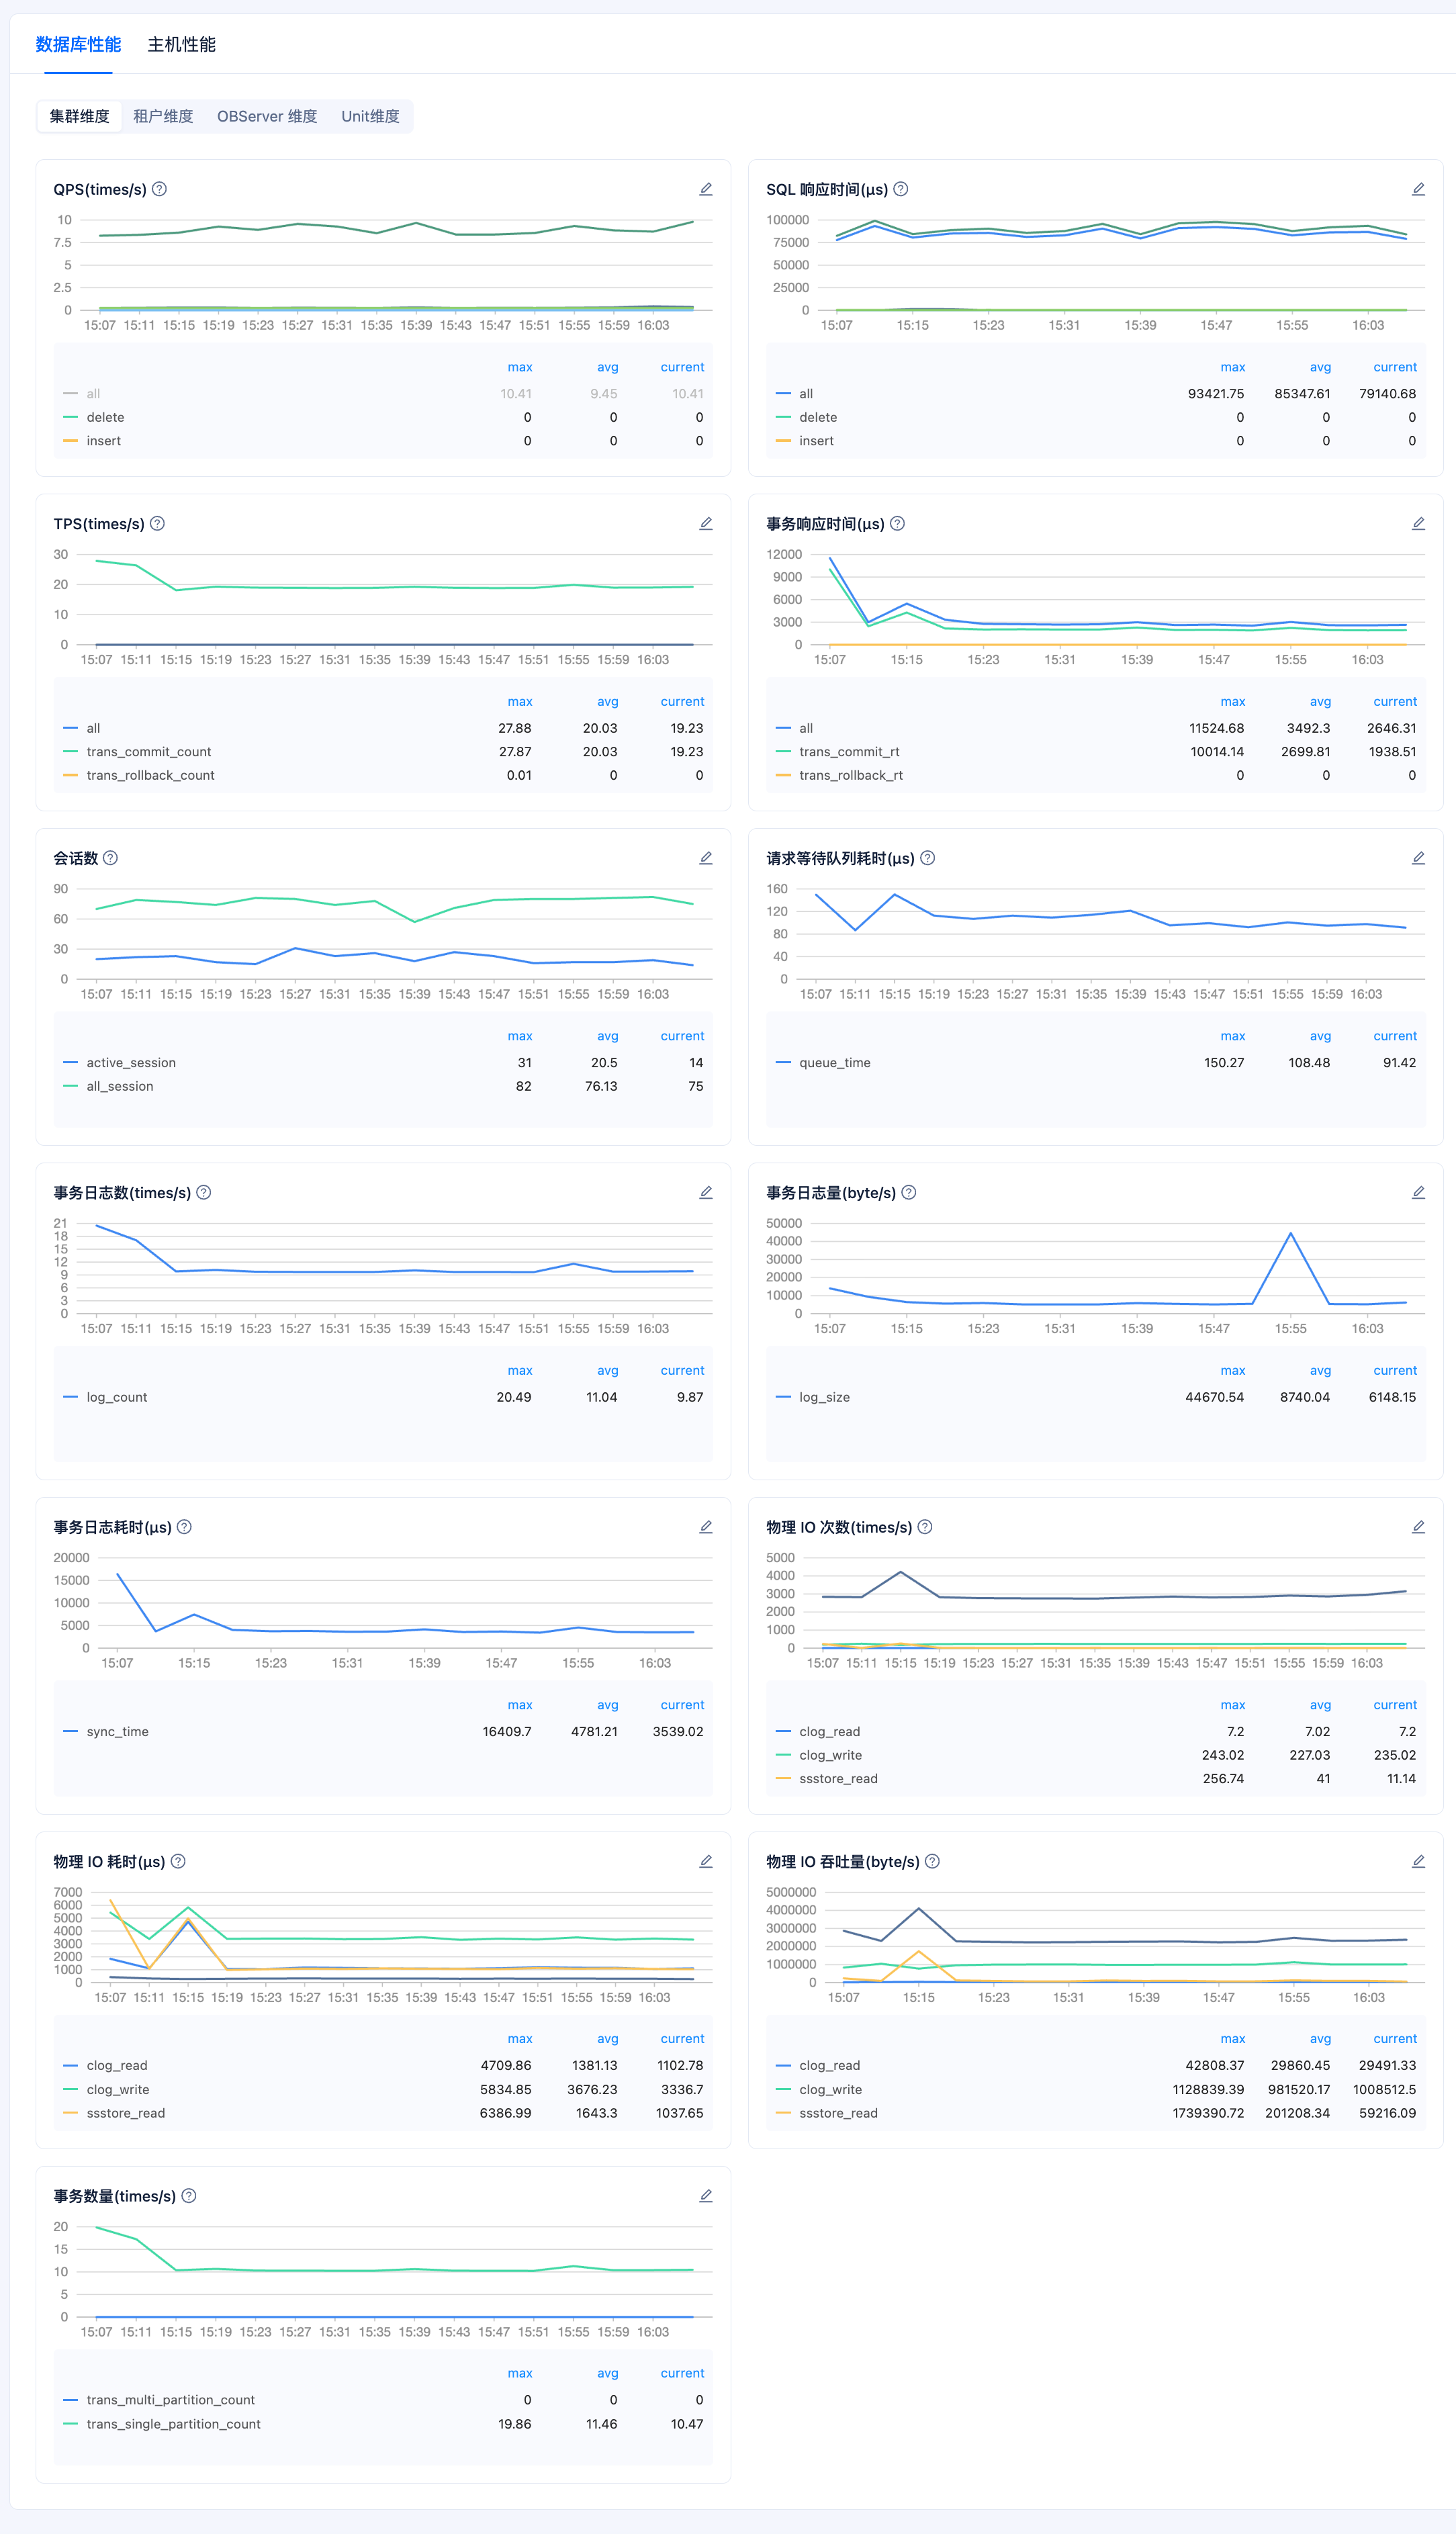 数据库性能 主机性能
集群维度 租户维度 OBServer 维度 Unit维度
QPS(times/s)
10
7.5
5
2.5
0
15:07 15:11 15:15 15:19 15:23 15:27 15:31 15:35 15:39 15:43 15:47 15:51 15:55 15:59 16:03
max avg current
all 10.41 9.45 10.41
delete 0 0 0
insert 0 0 0
SQL 响应时间(μs)
100000
75000
50000
25000
0
15:07 15:15 15:23 15:31 15:39 15:47 15:55 16:03
max avg current
all 93421.75 85347.61 79140.68
delete 0 0 0
insert 0 0 0
TPS(times/s)
30
20
10
0
15:07 15:11 15:15 15:19 15:23 15:27 15:31 15:35 15:39 15:43 15:47 15:51 15:55 15:59 16:03
max avg current
all 27.88 20.03 19.23
trans_commit_count 27.87 20.03 19.23
trans_rollback_count 0.01 0 0
事务响应时间(μs)
12000
9000
6000
3000
0
15:07 15:15 15:23 15:31 15:39 15:47 15:55 16:03
max avg current
all 11524.68 3492.3 2646.31
trans_commit_rt 10014.14 2699.81 1938.51
trans_rollback_rt 0 0 0
会话数
90
60
30
0
15:07 15:11 15:15 15:19 15:23 15:27 15:31 15:35 15:39 15:43 15:47 15:51 15:55 15:59 16:03
max avg current
active_session 31 20.5 14
all_session 82 76.13 75
请求等待队列耗时(μs)
160
120
80
40
0
15:07 15:11 15:15 15:19 15:23 15:27 15:31 15:35 15:39 15:43 15:47 15:51 15:55 15:59 16:03
max avg current
queue_time 150.27 108.48 91.42
事务日志数(times/s)
21
18
15
12
9
6
3
0
15:07 15:11 15:15 15:19 15:23 15:27 15:31 15:35 15:39 15:43 15:47 15:51 15:55 15:59 16:03
max avg current
log_count 20.49 11.04 9.87
事务日志量(byte/s)
50000
40000
30000
20000
10000
0
15:07 15:15 15:23 15:31 15:39 15:47 15:55 16:03
max avg current
log_size 44670.54 8740.04 6148.15
事务日志耗时(μs)
20000
15000
10000
5000
0
15:07 15:15 15:23 15:31 15:39 15:47 15:55 16:03
max avg current
sync_time 16409.7 4781.21 3539.02
物理 IO 次数(times/s)
5000
4000
3000
2000
1000
0
15:07 15:11 15:15 15:19 15:23 15:27 15:31 15:35 15:39 15:43 15:47 15:51 15:55 15:59 16:03
max avg current
clog_read 7.2 7.02 7.2
clog_write 243.02 227.03 235.02
ssstore_read 256.74 41 11.14
物理 IO 耗时(μs)
7000
6000
5000
4000
3000
2000
1000
0
15:07 15:11 15:15 15:19 15:23 15:27 15:31 15:35 15:39 15:43 15:47 15:51 15:55 15:59 16:03
max avg current
clog_read 4709.86 1381.13 1102.78
clog_write 5834.85 3676.23 3336.7
ssstore_read 6386.99 1643.3 1037.65
物理 IO 吞吐量(byte/s)
5000000
4000000
3000000
2000000
1000000
0
15:07 15:15 15:23 15:31 15:39 15:47 15:55 16:03
max avg current
clog_read 42808.37 29860.45 29491.33
clog_write 1128839.39 981520.17 1008512.5
ssstore_read 1739390.72 201208.34 59216.09
事务数量(times/s)
20
15
10
5
0
15:07 15:11 15:15 15:19 15:23 15:27 15:31 15:35 15:39 15:43 15:47 15:51 15:55 15:59 16:03
max avg current
trans_multi_partition_count 0 0 0
trans_single_partition_count 19.86 11.46 10.47